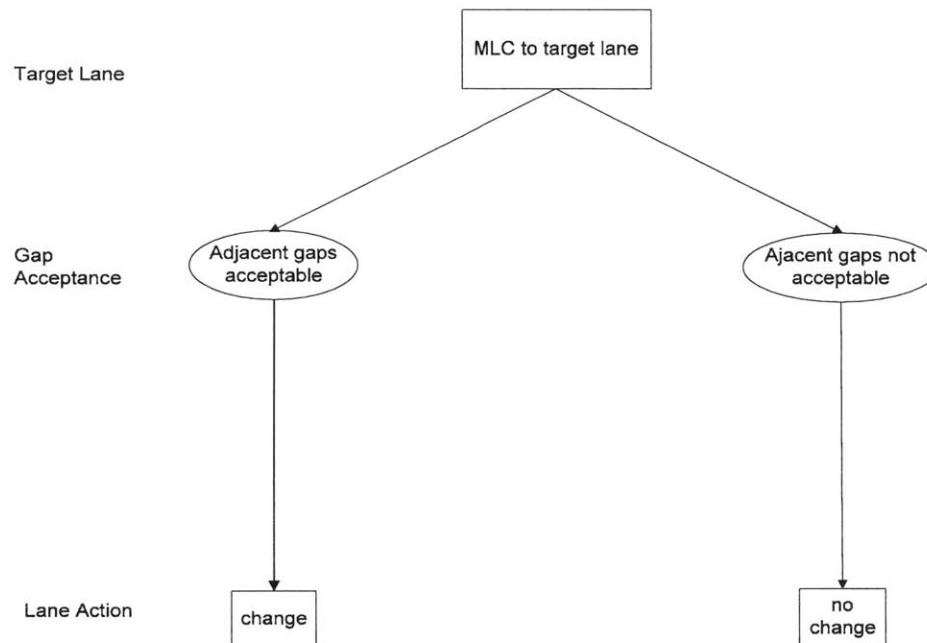 MLC to target lane
Target Lane
Gap
Acceptance
Adjacent gaps
acceptable
Ajacent gaps not
acceptable
Lane Action
change
no
change